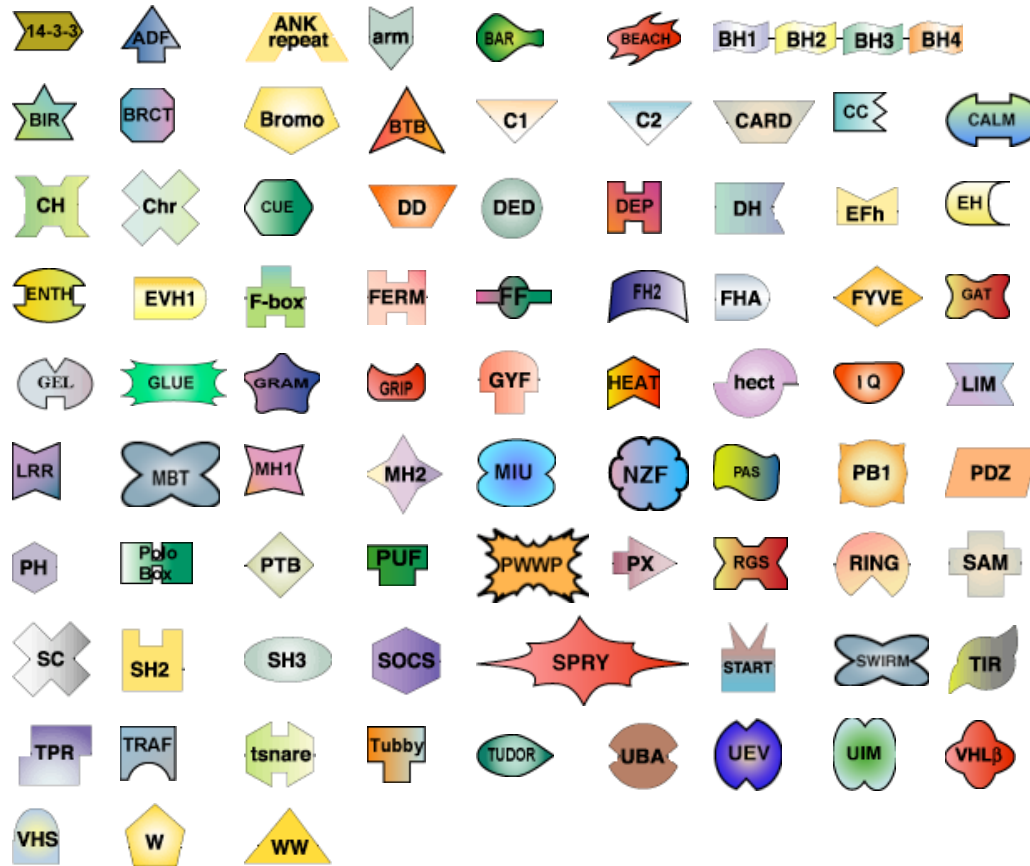 14-3-3 ADF ANK repeat arm BAR BEACH BH1 BH2 BH3 BH4
BIR BRCT Bromo BTB C1 C2 CARD CC CALM
CH Chr CUE DD DED DEP DH EFh EH
ENTH EVH1 F-box FERM FF FH2 FHA FYVE GAT
GEL GLUE GRAM GRIP GYF HEAT hect IQ LIM
LRR MBT MH1 MH2 MIU NZF PAS PB1 PDZ
PH Polo Box PTB PUF PWWP PX RGS RING SAM
SC SH2 SH3 SOCS SPRY START SWIRM TIR
TPR TRAF tsnare Tubby TUDOR UBA UEV UIM VHLβ
VHS W WW